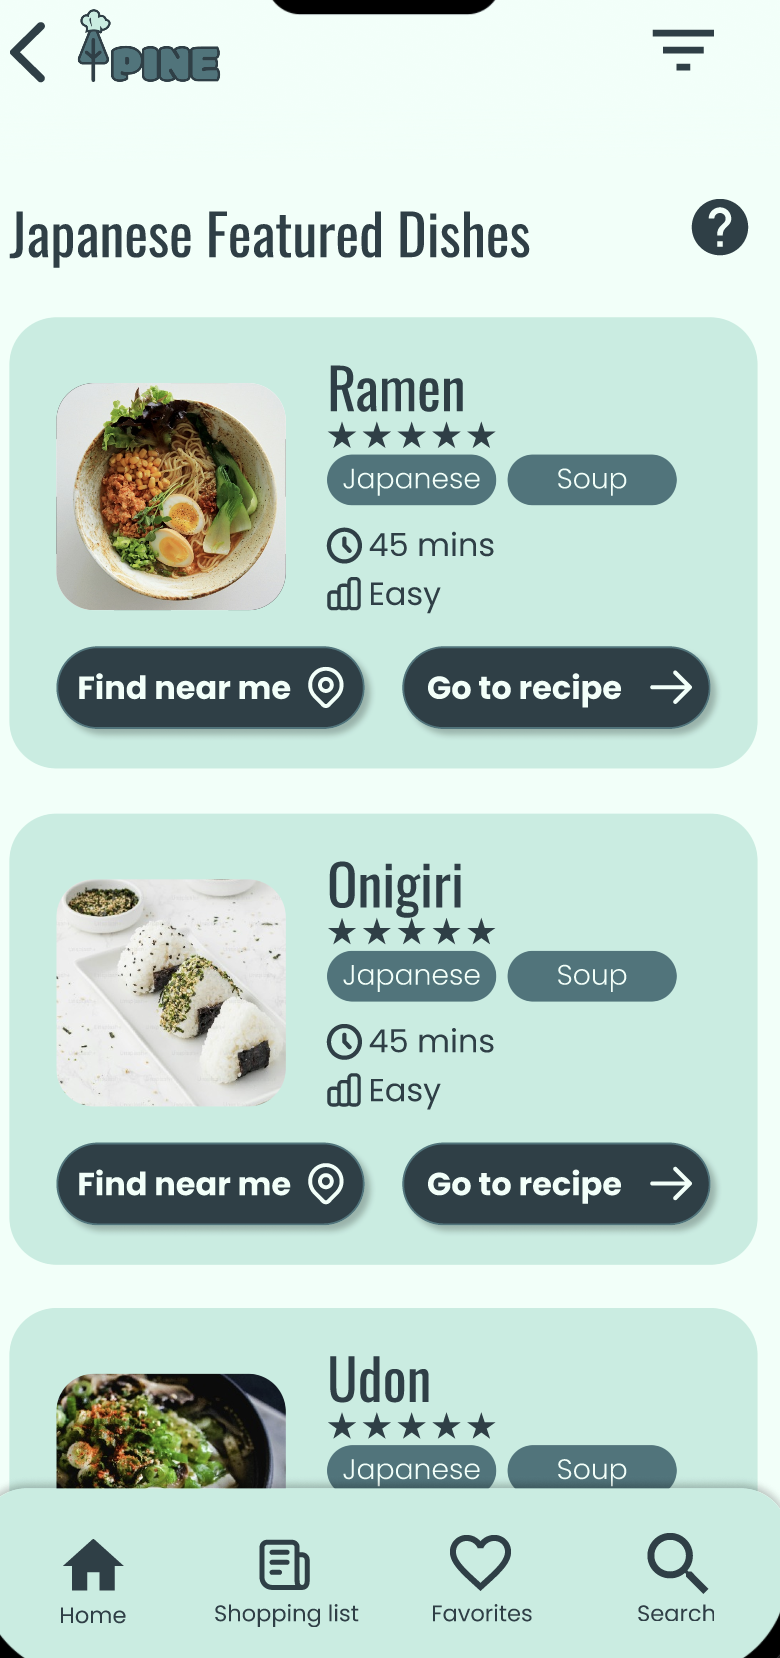 PINE
Japanese Featured Dishes
Ramen
Japanese Soup
45 mins
Easy
Find near me Go to recipe
Onigiri
Japanese Soup
45 mins
Easy
Find near me Go to recipe
Udon
Japanese Soup
Home Shopping list Favorites Search